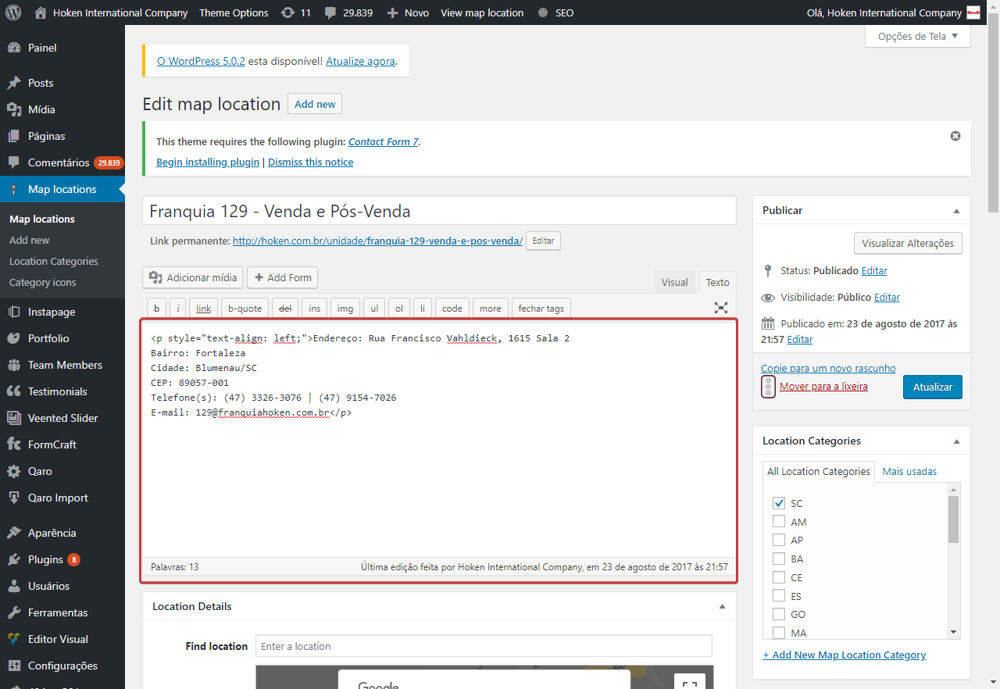 Hoken International Company Theme Options 11 29.839 Novo View map location SEO Olá, Hoken International Company
Painel
Posts
Mídia
Páginas
Comentários 29.839
Map locations
Map locations
Add new
Location Categories
Category icons
Instapage
Portfolio
Team Members
Testimonials
Veented Slider
FormCraft
Qaro
Qaro Import
Aparência
Plugins 8
Usuários
Ferramentas
Editor Visual
Configurações
Opções de Tela
O WordPress 5.0.2 esta disponível! Atualize agora.
Edit map location Add new
This theme requires the following plugin: Contact Form 7.
Begin installing plugin | Dismiss this notice
Franquia 129 - Venda e Pós-Venda
Link permanente: http://hoken.com.br/unidade/franquia-129-venda-e-pos-venda/ Editar
Adicionar mídia Add Form Visual Texto
b i link b-quote del ins img ul ol li code more fechar tags
<p style="text-align: left;">Endereço: Rua Francisco Vahldieck, 1615 Sala 2
Bairro: Fortaleza
Cidade: Blumenau/SC
CEP: 89057-001
Telefone(s): (47) 3326-3076 | (47) 9154-7026
E-mail: 129@franquiahoken.com.br</p>
Palavras: 13 Última edição feita por Hoken International Company, em 23 de agosto de 2017 às 21:57
Location Details
Find location Enter a location
Google
Publicar
Visualizar Alterações
Status: Publicado Editar
Visibilidade: Público Editar
Publicado em: 23 de agosto de 2017 às
21:57 Editar
Copie para um novo rascunho
Mover para a lixeira Atualizar
Location Categories
All Location Categories Mais usadas
SC
AM
AP
BA
CE
ES
GO
MA
+ Add New Map Location Category